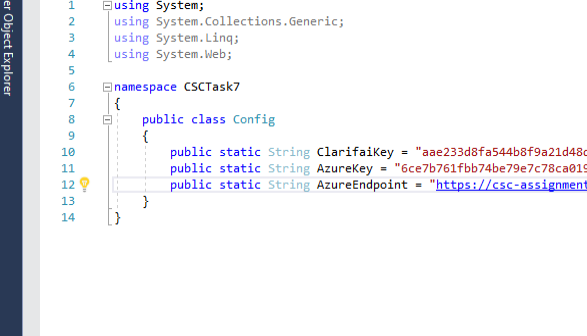 er Object Explorer
1 using System;
2 using System.Collections.Generic;
3 using System.Linq;
4 using System.Web;
5
6 namespace CSCTask7
7 {
8 public class Config
9 {
10 public static String ClarifaiKey = "aae233d8fa544b8f9a21d48c
11 public static String AzureKey = "6ce7b761fbb74be79e7c78ca019
12 public static String AzureEndpoint = "https://csc-assignment
13 }
14 }